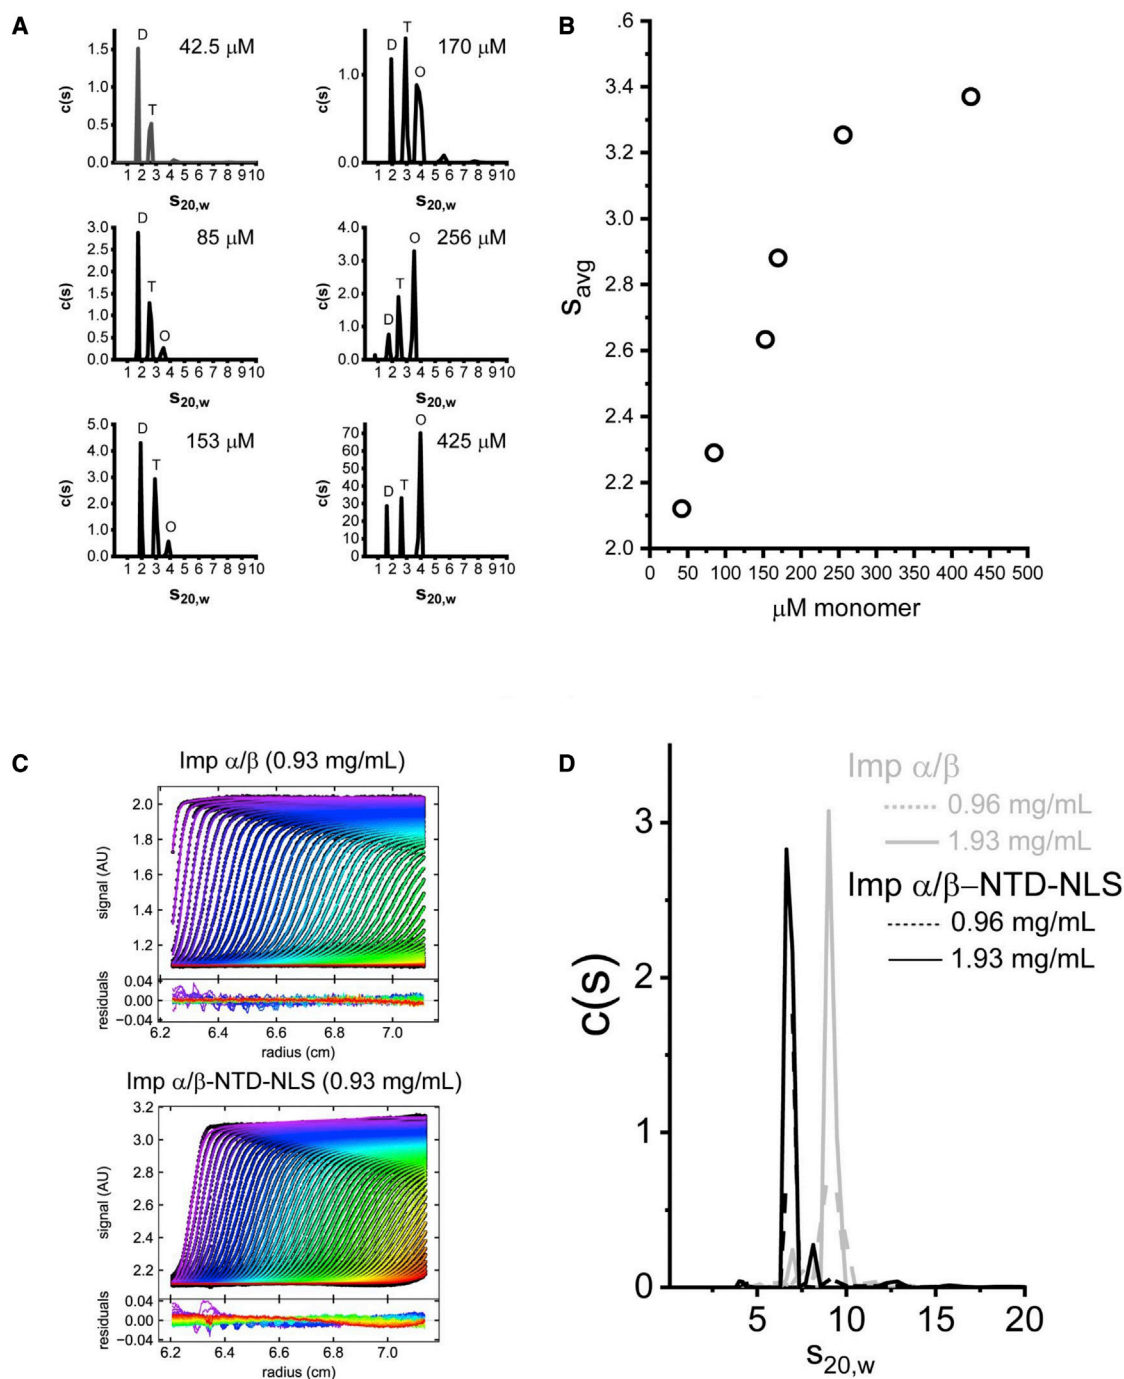 A
42.5 μM
D
T
c(s)
1.5
1.0
0.5
0.0
1 2 3 4 5 6 7 8 9 10
s20,w
170 μM
D
T
O
c(s)
1.0
0.0
1 2 3 4 5 6 7 8 9 10
s20,w
85 μM
D
T
O
c(s)
3.0
2.5
2.0
1.5
1.0
0.5
0.0
1 2 3 4 5 6 7 8 9 10
s20,w
256 μM
D
T
O
c(s)
4.0
3.0
2.0
1.0
0.0
1 2 3 4 5 6 7 8 9 10
s20,w
153 μM
D
T
O
c(s)
5.0
4.0
3.0
2.0
1.0
0.0
1 2 3 4 5 6 7 8 9 10
s20,w
425 μM
D
T
O
c(s)
70
60
50
40
30
20
10
0
1 2 3 4 5 6 7 8 9 10
s20,w
B
.6
3.4
3.2
3.0
2.8
2.6
2.4
2.2
2.0
savg
0 50 100 150 200 250 300 350 400 450 500
μM monomer
C
Imp α/β (0.93 mg/mL)
signal (AU)
2.0
1.8
1.6
1.4
1.2
residuals
0.04
0.00
−0.04
6.2 6.4 6.6 6.8 7.0
radius (cm)
Imp α/β-NTD-NLS (0.93 mg/mL)
signal (AU)
3.2
3.0
2.8
2.6
2.4
2.2
residuals
0.04
0.00
−0.04
6.2 6.4 6.6 6.8 7.0
radius (cm)
D
Imp α/β
0.96 mg/mL
1.93 mg/mL
Imp α/β–NTD-NLS
0.96 mg/mL
1.93 mg/mL
c(s)
3
2
1
0
5 10 15 20
s20,w